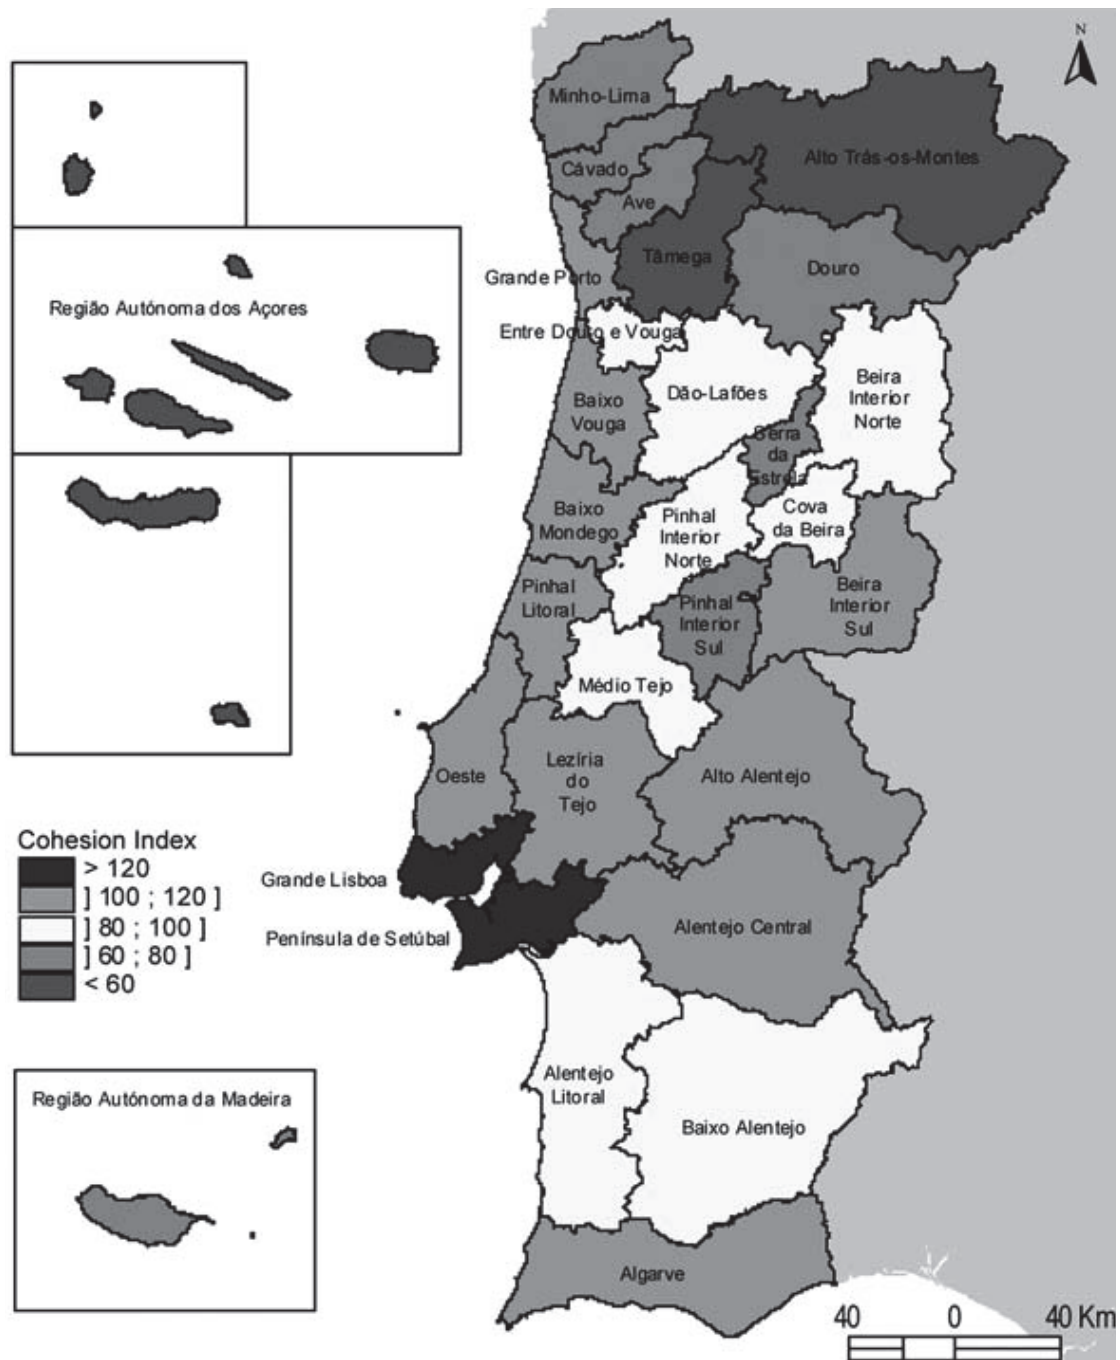 N
Minho-Lima
Alto Trás-os-Montes
Cávado
Ave
Tâmega
Douro
Grande Porto
Região Autónoma dos Açores
Entre Douro e Vouga
Dão-Lafões
Beira
Interior
Norte
Baixo
Vouga
Serra
da
Estrela
Baixo
Mondego
Pinhal
Interior
Norte
Cova
da Beira
Pinhal
Litoral
Pinhal
Interior
Sul
Beira
Interior
Sul
Médio Tejo
Oeste
Lezíria
do
Tejo
Alto Alentejo
Cohesion Index
> 120
] 100 ; 120 ]
] 80 ; 100 ]
] 60 ; 80 ]
< 60
Grande Lisboa
Península de Setúbal
Alentejo Central
Alentejo
Litoral
Baixo Alentejo
Região Autónoma da Madeira
Algarve
40 0 40 Km